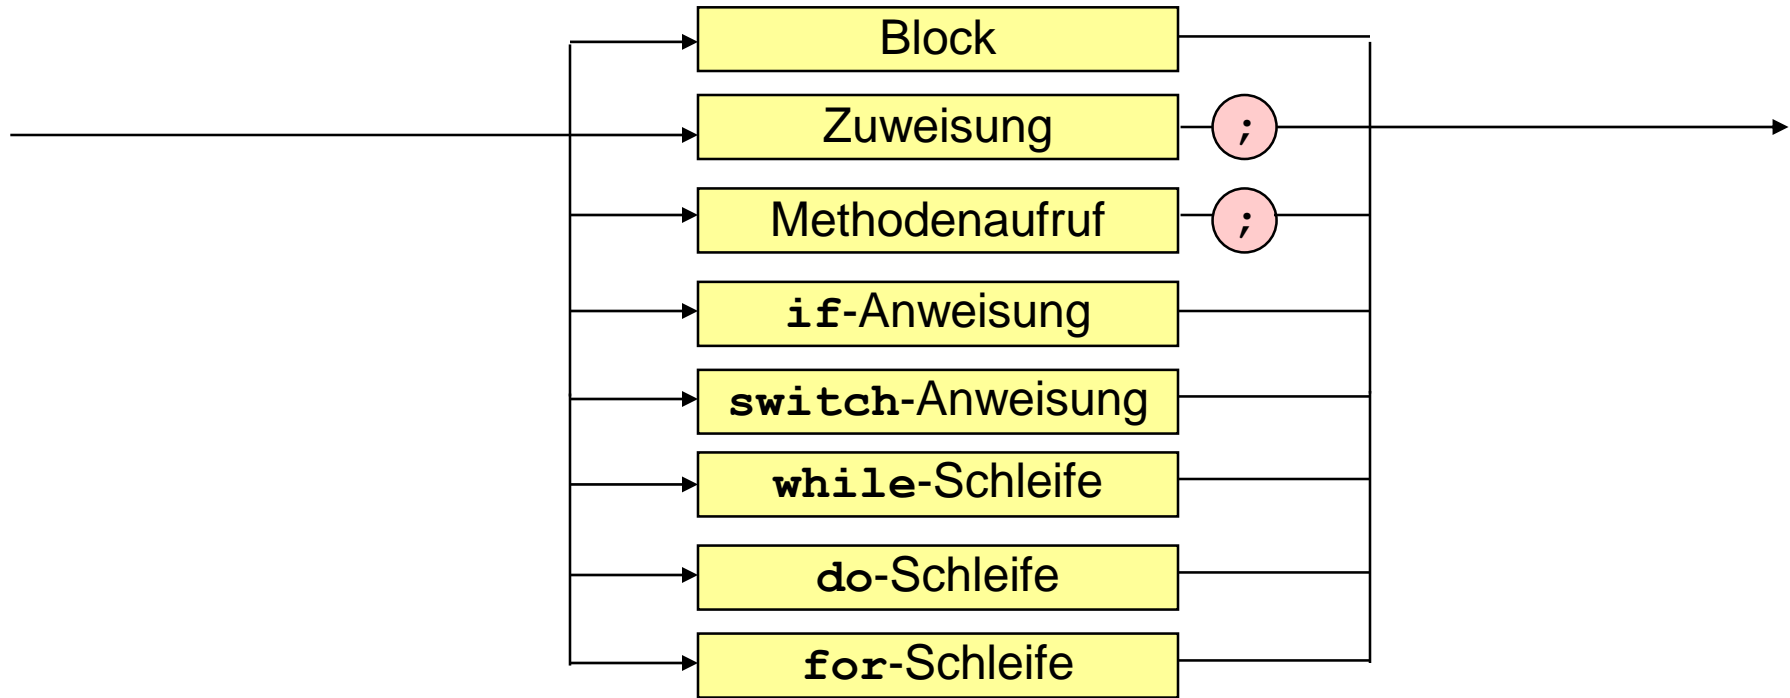 Block
Zuweisung ;
Methodenaufruf ;
if-Anweisung
switch-Anweisung
while-Schleife
do-Schleife
for-Schleife